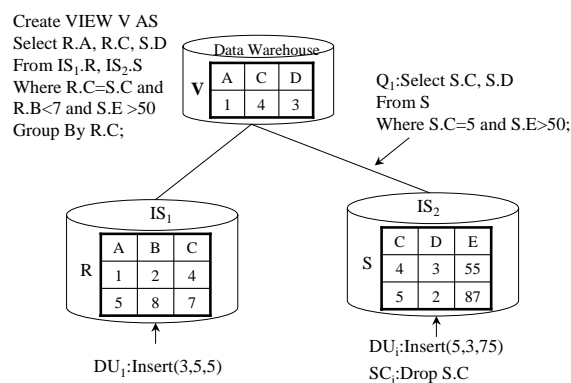 Create VIEW V AS
Select R.A, R.C, S.D
From IS₁.R, IS₂.S
Where R.C=S.C and
R.B<7 and S.E >50
Group By R.C;
Data Warehouse
V
A C D
1 4 3
Q₁:Select S.C, S.D
From S
Where S.C=5 and S.E>50;
IS₁
R
A B C
1 2 4
5 8 7
DU₁:Insert(3,5,5)
IS₂
S
C D E
4 3 55
5 2 87
DUᵢ:Insert(5,3,75)
SCᵢ:Drop S.C